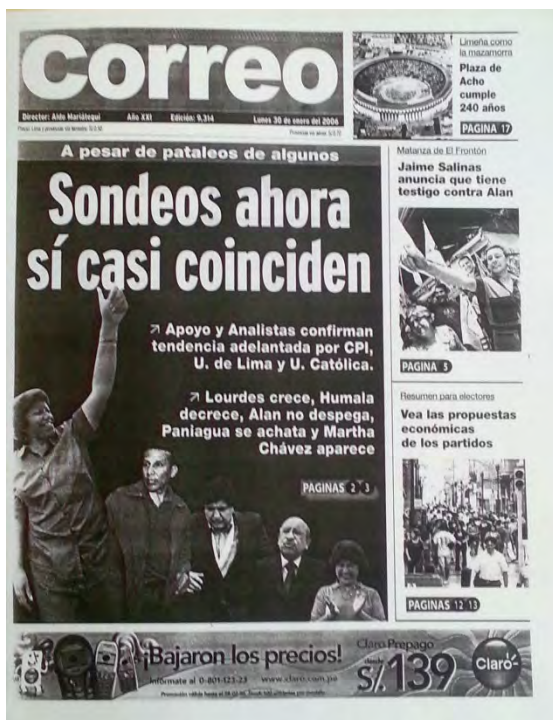 Correo
Director: Aldo Mariátegui Año XXI Edición: 9,314 Lunes 30 de enero del 2006
Limeña como
la mazamorra
Plaza de
Acho
cumple
240 años
PAGINA 17
A pesar de pataleos de algunos
Sondeos ahora
sí casi coinciden
Apoyo y Analistas confirman
tendencia adelantada por CPI,
U. de Lima y U. Católica.
Lourdes crece, Humala
decrece, Alan no despega,
Paniagua se achata y Martha
Chávez aparece
PAGINAS 2 3
Matanza de El Frontón
Jaime Salinas
anuncia que tiene
testigo contra Alan
PAGINA 5
Resumen para electores
Vea las propuestas
económicas
de los partidos
PAGINAS 12 13
¡Bajaron los precios!
Infórmate al 0-801-123-23 www.claro.com.pe
Claro Prepago
desde
S/.139
Claro